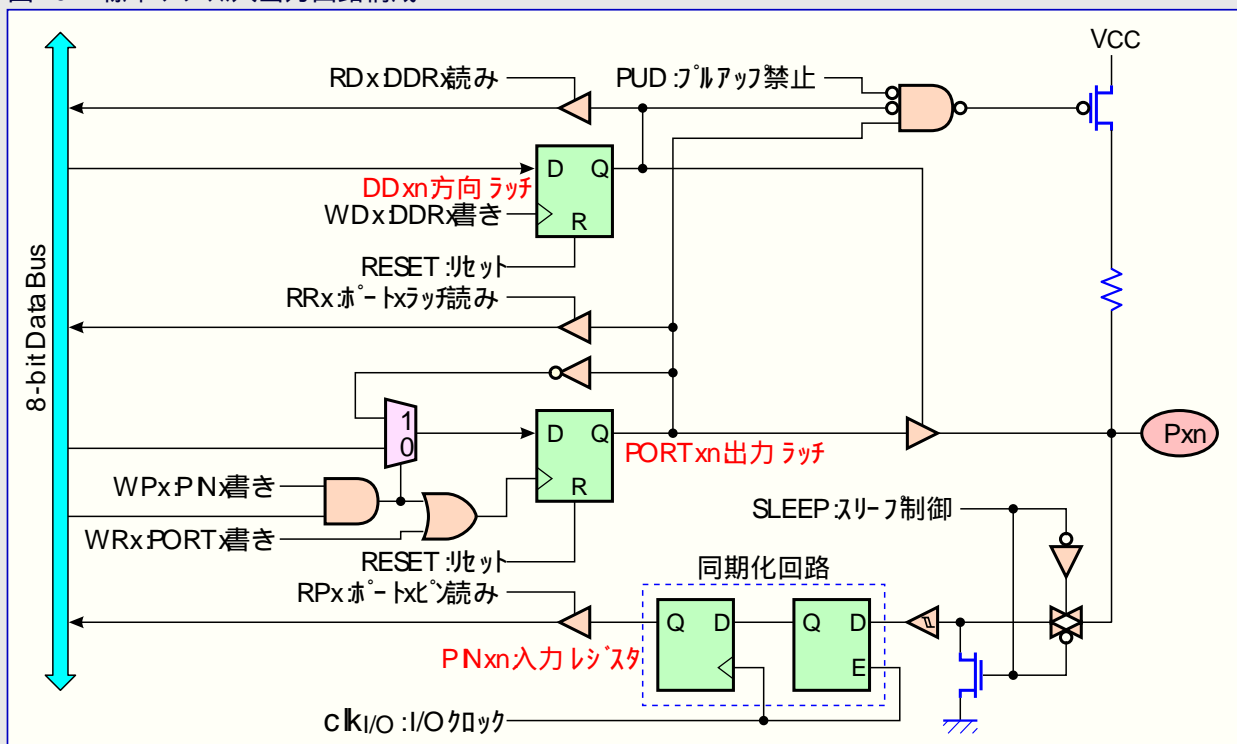 VCC
RDx:DDRx読み
PUD:プルアップ禁止
D Q
DDxn方向 ラッチ
WDx:DDRx書き
R
RESET:リセット
RRx:ポートxラッチ読み
8-bit Data Bus
1
0
D Q
PORTxn出力 ラッチ
Pxn
WPx:PINx書き
R
WRx:PORTx書き
SLEEP:スリープ制御
RESET:リセット
同期化回路
RPx:ポートxピン読み
Q D
Q D
PINxn入力 レジスタ
E
clkI/O:I/Oクロック